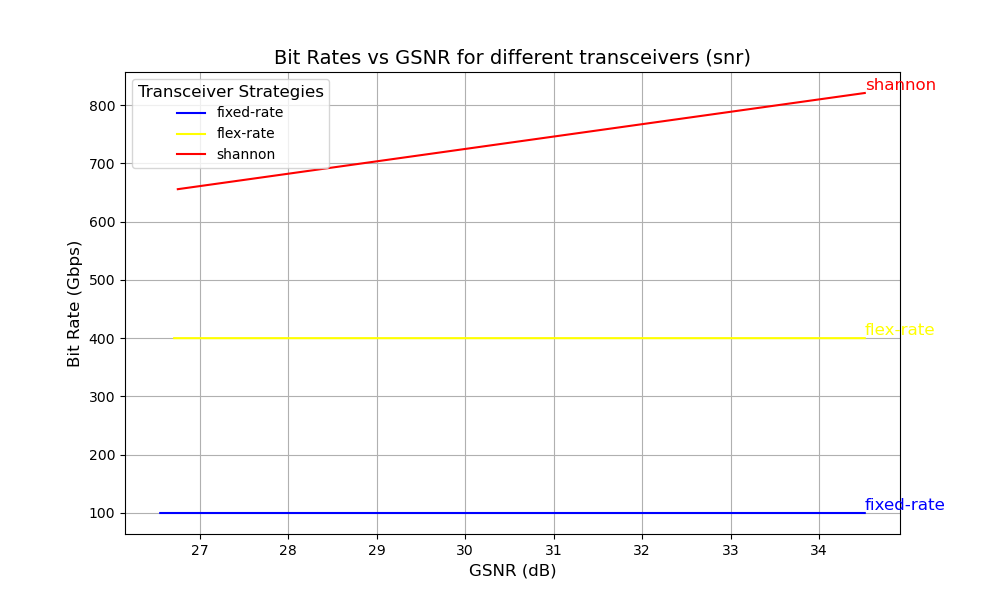 Bit Rates vs GSNR for different transceivers (snr)
Transceiver Strategies
fixed-rate
flex-rate
shannon
shannon
flex-rate
fixed-rate
Bit Rate (Gbps)
800
700
600
500
400
300
200
100
27 28 29 30 31 32 33 34
GSNR (dB)